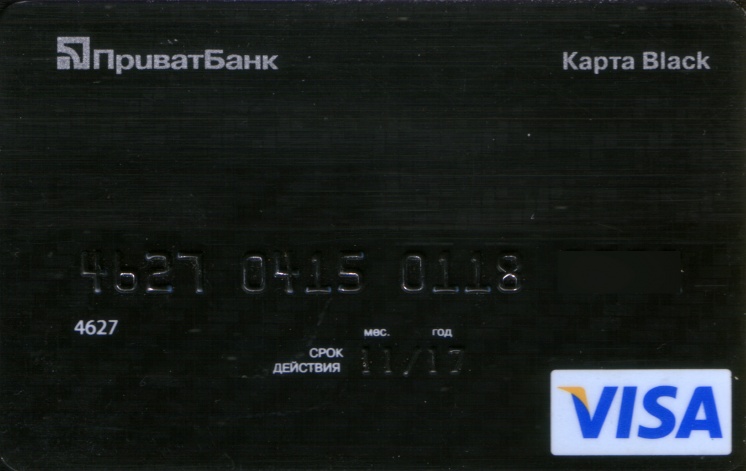 ПриватБанк
Карта Black
4627 0415 0118
4627
мес. год
СРОК ДЕЙСТВИЯ 11/17
VISA